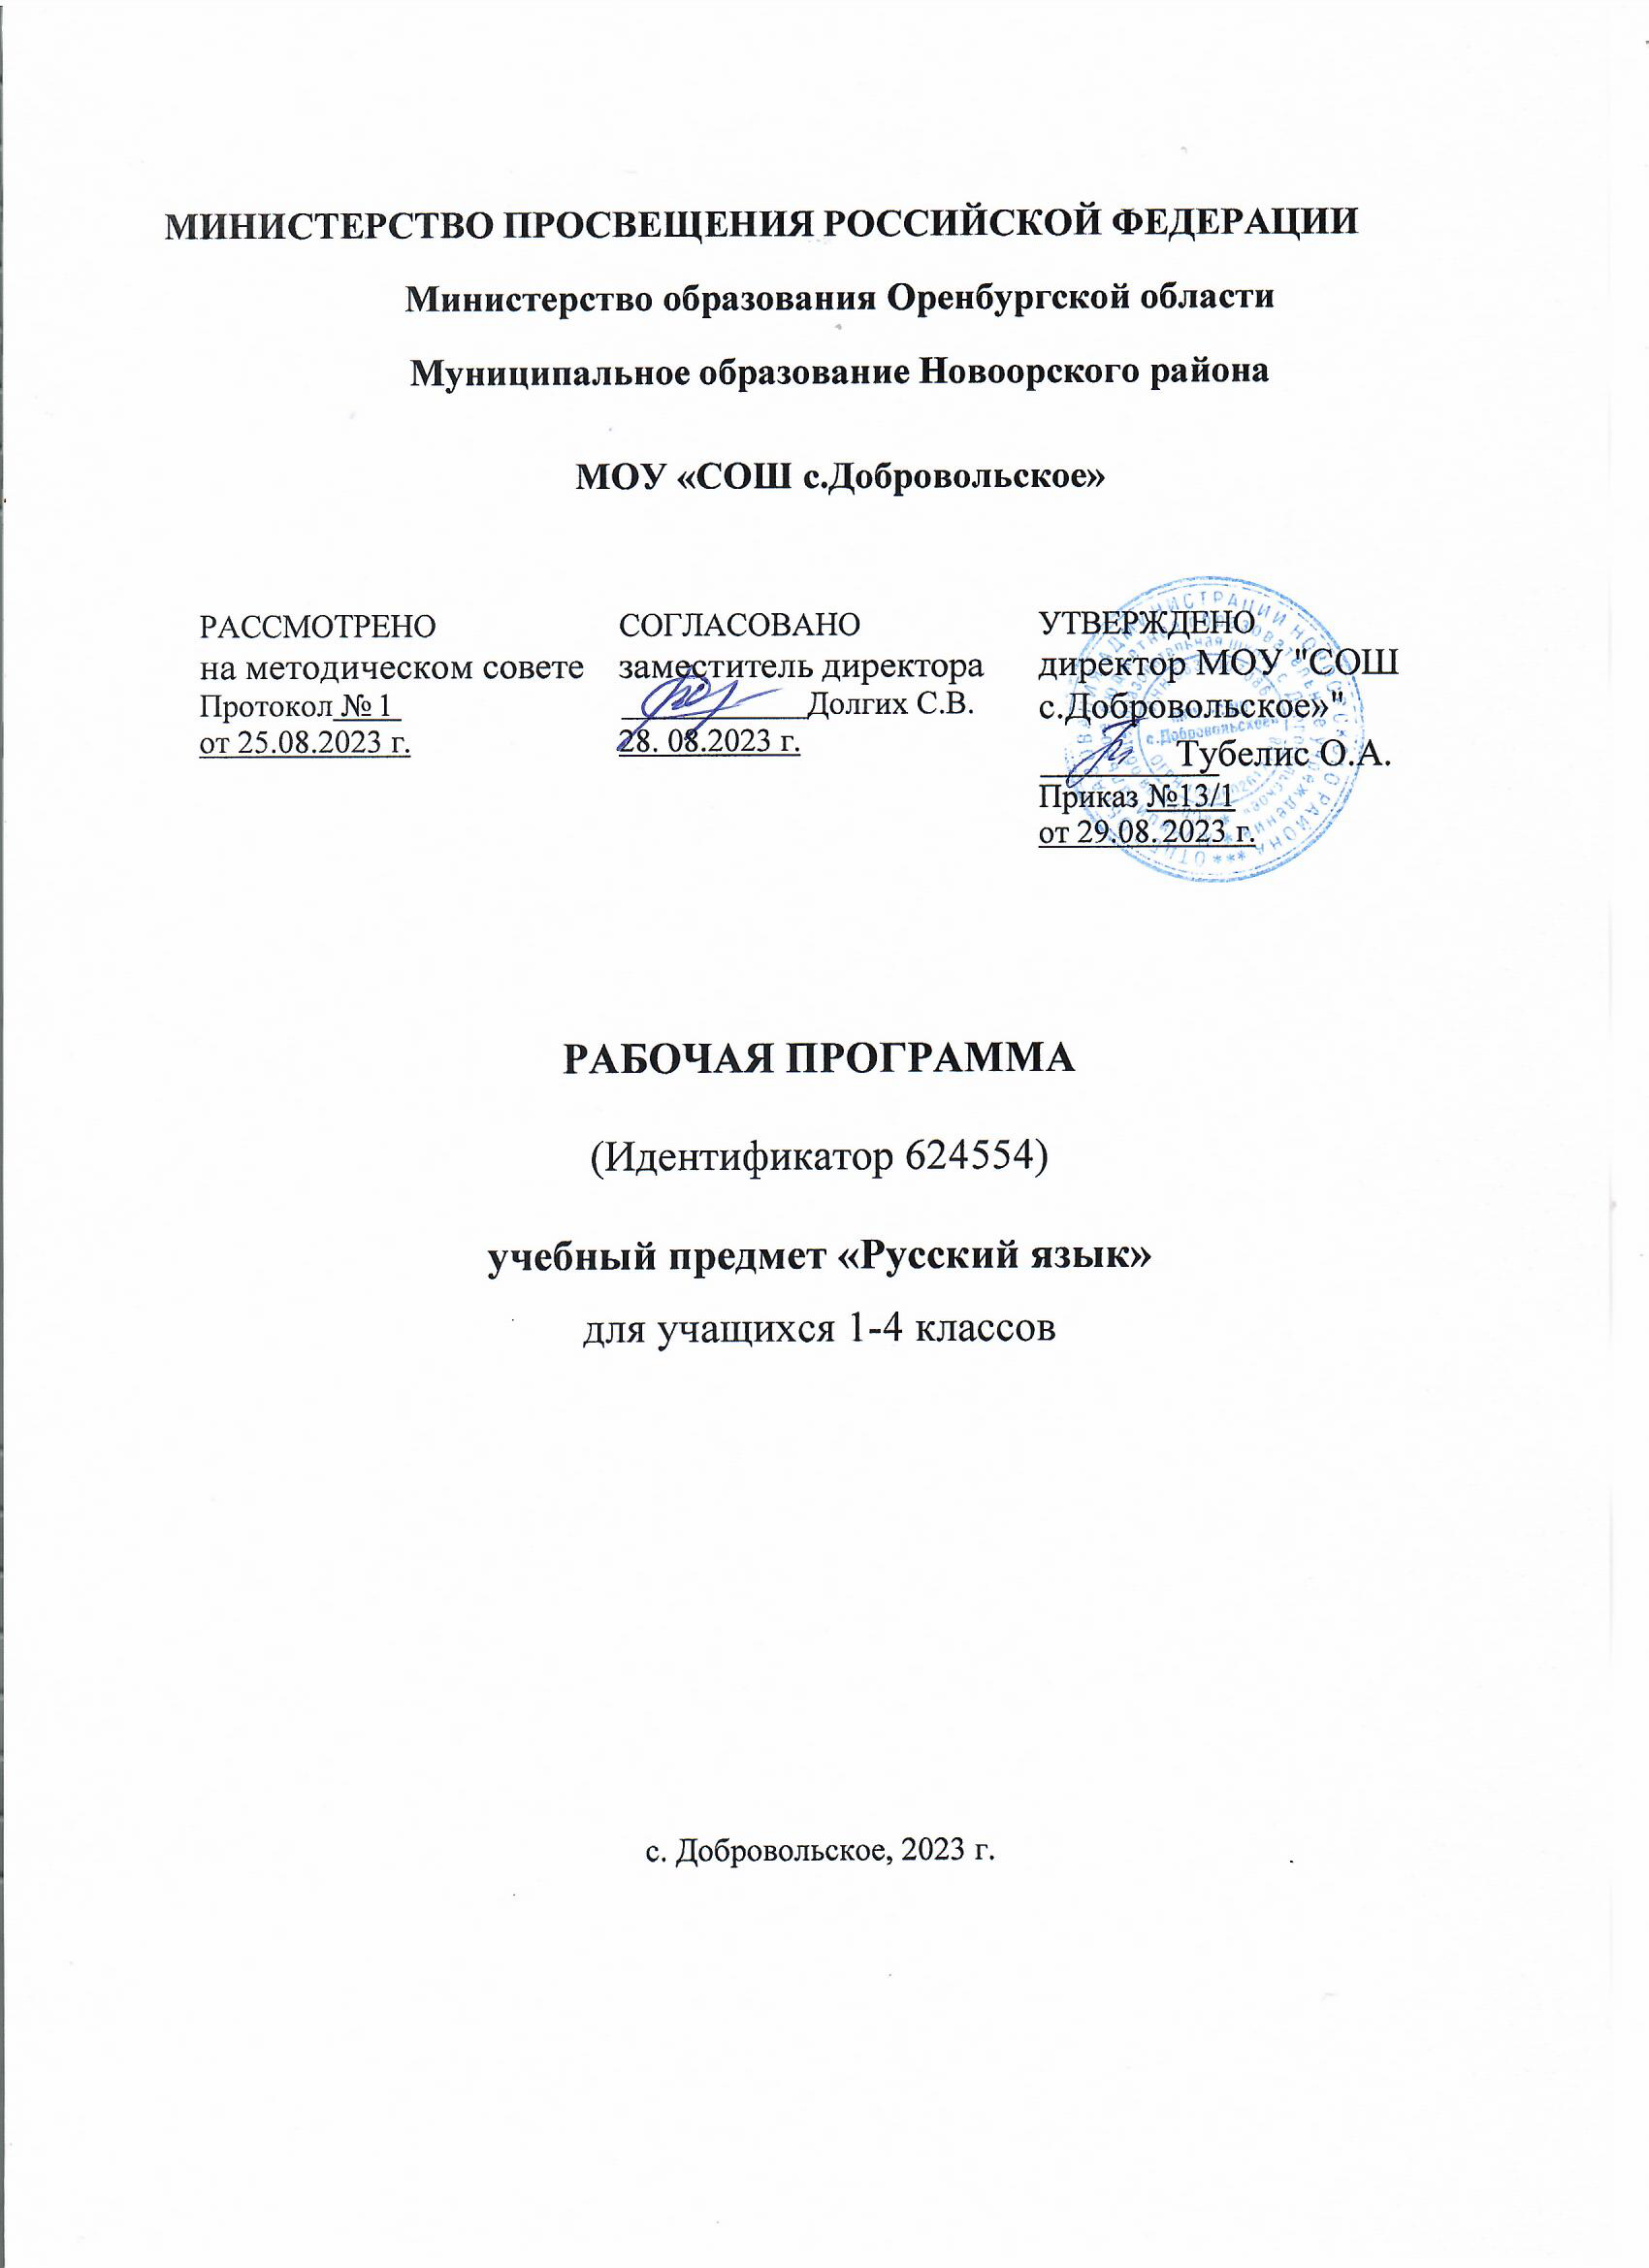 МИНИСТЕРСТВО ПРОСВЕЩЕНИЯ РОССИЙСКОЙ ФЕДЕРАЦИИ
Министерство образования Оренбургской области
Муниципальное образование Новоорского района
МОУ «СОШ с.Добровольское»
РАССМОТРЕНО
на методическом совете
Протокол № 1
от 25.08.2023 г.
СОГЛАСОВАНО
заместитель директора
___________Долгих С.В.
28. 08.2023 г.
УТВЕРЖДЕНО
директор МОУ "СОШ
с.Добровольское»"
__________Тубелис О.А.
Приказ №13/1
от 29.08.2023 г.
с.Добровольское
РАБОЧАЯ ПРОГРАММА
(Идентификатор 624554)
учебный предмет «Русский язык»
для учащихся 1-4 классов
с. Добровольское, 2023 г.